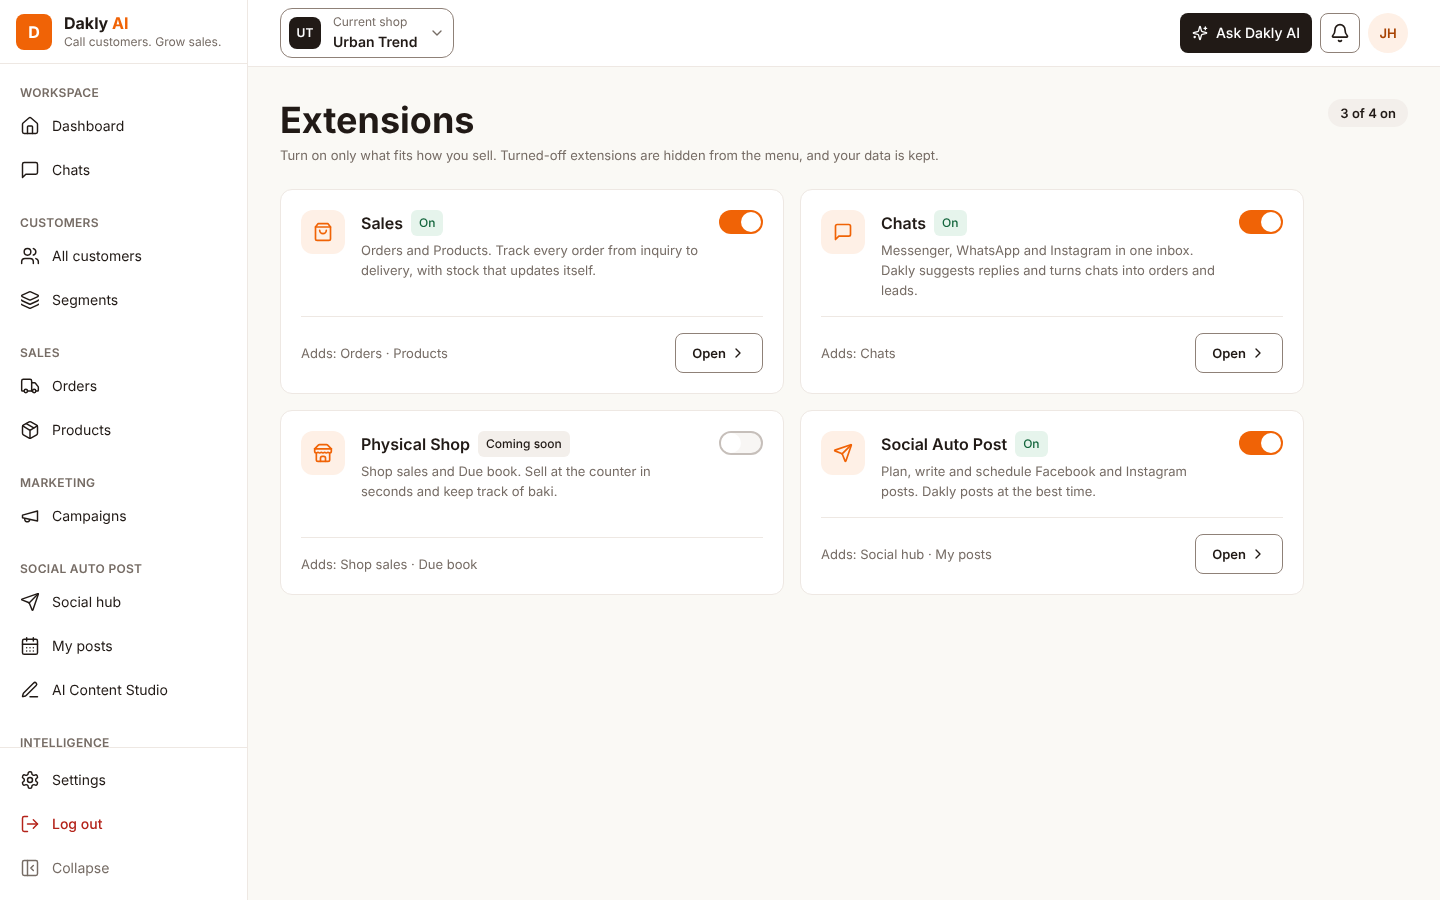 D
Dakly AI
Call customers. Grow sales.
WORKSPACE
Dashboard
Chats
CUSTOMERS
All customers
Segments
SALES
Orders
Products
MARKETING
Campaigns
SOCIAL AUTO POST
Social hub
My posts
AI Content Studio
INTELLIGENCE
Settings
Log out
Collapse
UT
Current shop
Urban Trend
Ask Dakly AI
JH
Extensions
3 of 4 on
Turn on only what fits how you sell. Turned-off extensions are hidden from the menu, and your data is kept.
Sales On
Orders and Products. Track every order from inquiry to
delivery, with stock that updates itself.
Adds: Orders · Products
Open
Chats On
Messenger, WhatsApp and Instagram in one inbox.
Dakly suggests replies and turns chats into orders and
leads.
Adds: Chats
Open
Physical Shop Coming soon
Shop sales and Due book. Sell at the counter in
seconds and keep track of baki.
Adds: Shop sales · Due book
Social Auto Post On
Plan, write and schedule Facebook and Instagram
posts. Dakly posts at the best time.
Adds: Social hub · My posts
Open